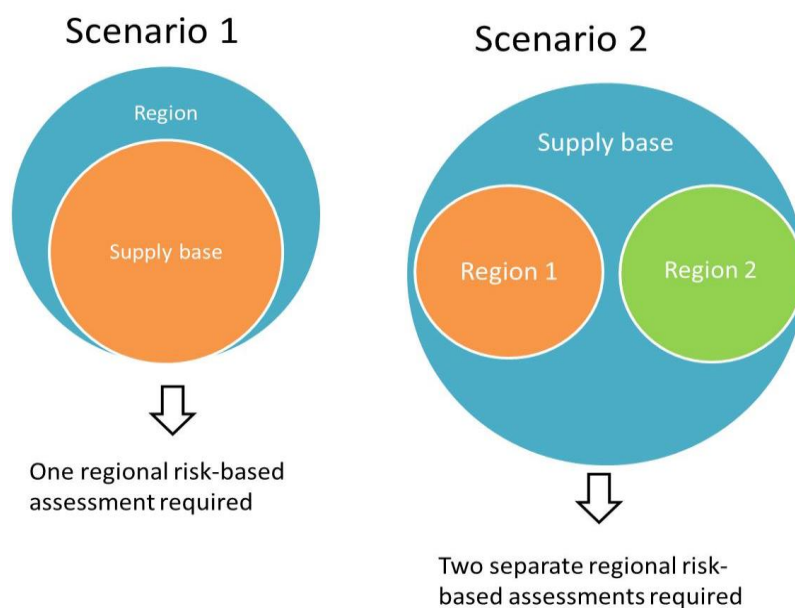 Scenario 1
Region
Supply base
One regional risk-based
assessment required
Scenario 2
Supply base
Region 1
Region 2
Two separate regional risk-
based assessments required